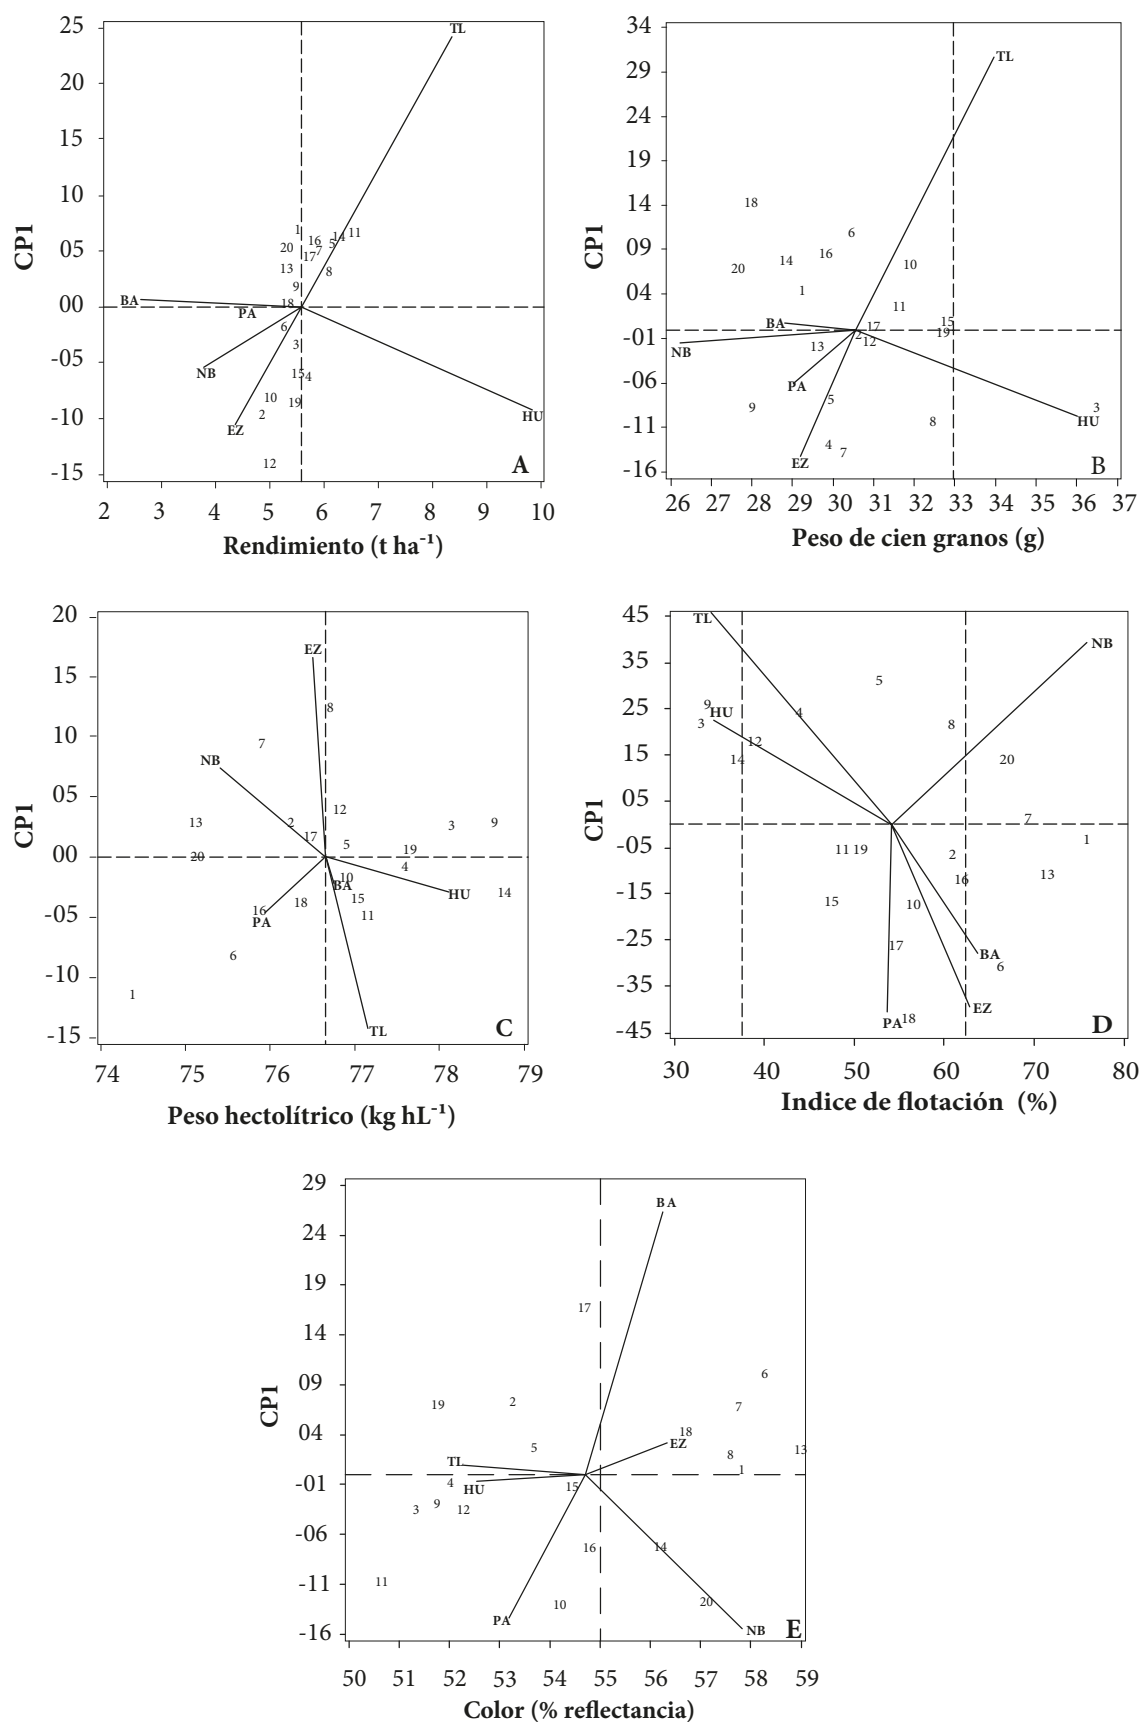 25
20
15
10
05
00
-05
-10
-15
CP1
TL
1
16
14
11
20
5
7
17
13
8
9
BA
18
PA
6
3
NB
15
4
10
19
2
HU
EZ
12
A
2 3 4 5 6 7 8 9 10
Rendimiento (t ha⁻¹)
34
29
24
19
14
09
04
-01
-06
-11
-16
CP1
TL
18
6
16
14
10
20
1
11
BA
17
15
2
12
NB
13
PA
5
9
3
8
HU
4
7
EZ
B
26 27 28 29 30 31 32 33 34 35 36 37
Peso de cien granos (g)
20
15
10
05
00
-05
-10
-15
CP1
EZ
8
7
NB
12
13
2
3
9
17
5
19
20
4
10
BA
HU
14
18
15
16
PA
11
6
1
TL
C
74 75 76 77 78 79
Peso hectolítrico (kg hL⁻¹)
45
35
25
15
05
-05
-15
-25
-35
-45
CP1
TL
NB
5
9
HU
4
3
8
12
14
20
7
1
11 19
2
16
13
15
10
17
BA
6
EZ
PA
18
D
30 40 50 60 70 80
Indice de flotación (%)
29
24
19
14
09
04
-01
-06
-11
-16
CP1
BA
17
6
19
2
7
18
EZ
5
13
8
TL
1
HU
4
15
9
3
12
16
14
11
10
20
PA
NB
E
50 51 52 53 54 55 56 57 58 59
Color (% reflectancia)